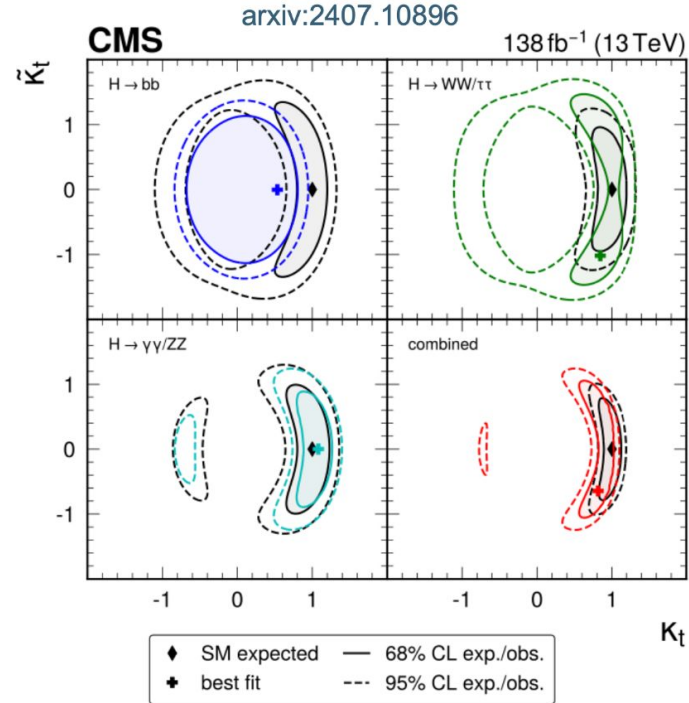 arxiv:2407.10896
CMS 138 fb⁻¹ (13 TeV)
κ̃t
H → bb
H → WW/ττ
1
0
-1
H → γγ/ZZ
combined
1
0
-1
-1 0 1 -1 0 1
κt
SM expected 68% CL exp./obs.
best fit 95% CL exp./obs.